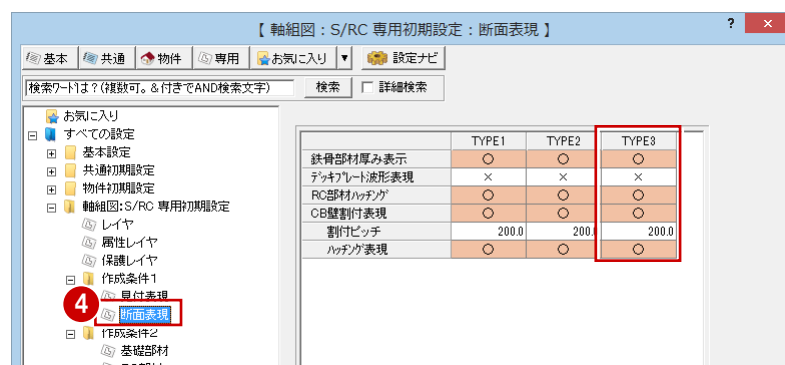 【 軸組図：S/RC 専用初期設定：断面表現 】 ? ×
基本 共通 物件 専用 お気に入り ▼ 設定ナビ
検索ワードは？(複数可。＆付きでAND検索文字) 検索 詳細検索
お気に入り
すべての設定
基本設定
共通初期設定
物件初期設定
軸組図:S/RC 専用初期設定
レイヤ
属性レイヤ
保護レイヤ
作成条件1
見付表現
4 断面表現
作成条件2
基礎部材
TYPE1 TYPE2 TYPE3
鉄骨部材厚み表示 ○ ○ ○
デッキプレート波形表現 × × ×
RC部材ハッチング ○ ○ ○
CB壁割付表現 ○ ○ ○
割付ピッチ 200.0 200.0 200.0
ハッチング表現 ○ ○ ○